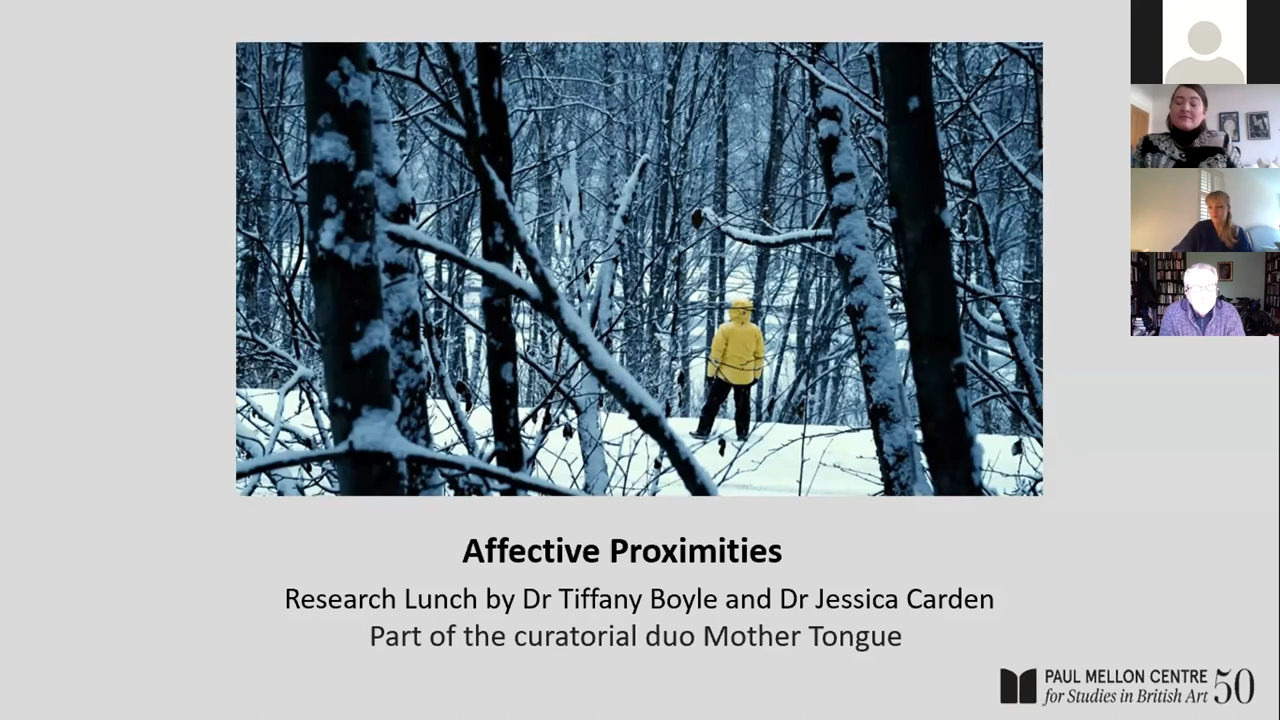 Affective Proximities
Research Lunch by Dr Tiffany Boyle and Dr Jessica Carden
Part of the curatorial duo Mother Tongue
PAUL MELLON CENTRE
for Studies in British Art 50